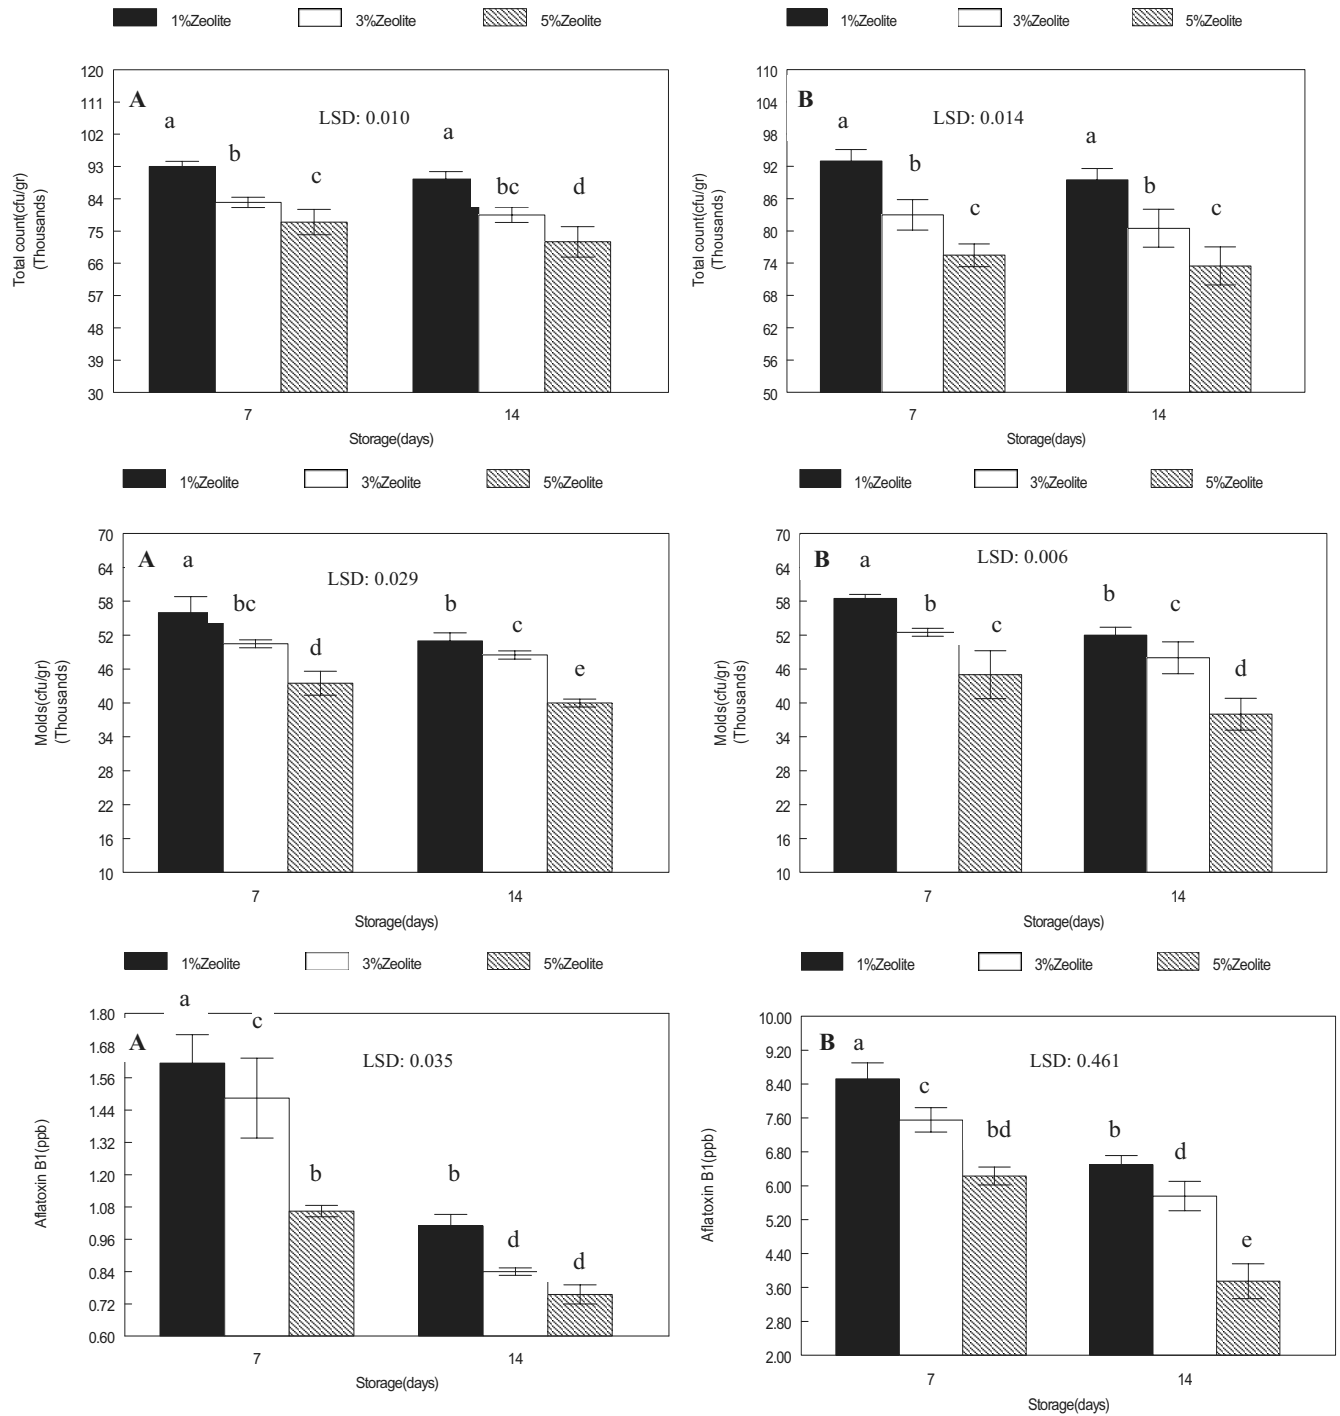 1%Zeolite 3%Zeolite 5%Zeolite
A
LSD: 0.010
a
b
c
a
bc
d
120
111
102
93
84
75
66
57
48
39
30
Total count(cfu/gr)
(Thousands)
7 14
Storage(days)
1%Zeolite 3%Zeolite 5%Zeolite
B
LSD: 0.014
a
b
c
a
b
c
110
104
98
92
86
80
74
68
62
56
50
Total count(cfu/gr)
(Thousands)
7 14
Storage(days)
1%Zeolite 3%Zeolite 5%Zeolite
A
LSD: 0.029
a
bc
d
b
c
e
70
64
58
52
46
40
34
28
22
16
10
Molds(cfu/gr)
(Thousands)
7 14
Storage(days)
1%Zeolite 3%Zeolite 5%Zeolite
B
LSD: 0.006
a
b
c
b
c
d
70
64
58
52
46
40
34
28
22
16
10
Molds(cfu/gr)
(Thousands)
7 14
Storage(days)
1%Zeolite 3%Zeolite 5%Zeolite
A
LSD: 0.035
a
c
b
b
d
d
1.80
1.68
1.56
1.44
1.32
1.20
1.08
0.96
0.84
0.72
0.60
Aflatoxin B1(ppb)
7 14
Storage(days)
1%Zeolite 3%Zeolite 5%Zeolite
B
LSD: 0.461
a
c
bd
b
d
e
10.00
9.20
8.40
7.60
6.80
6.00
5.20
4.40
3.60
2.80
2.00
Aflatoxin B1(ppb)
7 14
Storage(days)